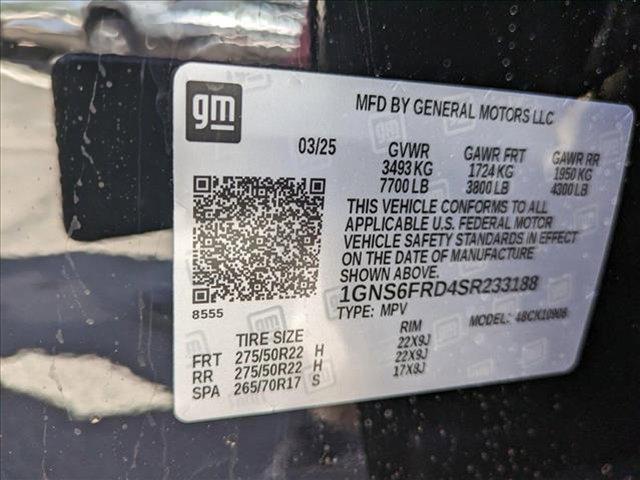 gm
MFD BY GENERAL MOTORS LLC
03/25 GVWR GAWR FRT GAWR RR
3493 KG 1724 KG 1950 KG
7700 LB 3800 LB 4300 LB
THIS VEHICLE CONFORMS TO ALL
APPLICABLE U.S. FEDERAL MOTOR
VEHICLE SAFETY STANDARDS IN EFFECT
ON THE DATE OF MANUFACTURE
SHOWN ABOVE.
1GNS6FRD4SR233188
8555 TYPE: MPV MODEL: 48CK10906
TIRE SIZE RIM
FRT 275/50R22 H 22X9J
RR 275/50R22 H 22X9J
SPA 265/70R17 S 17X8J